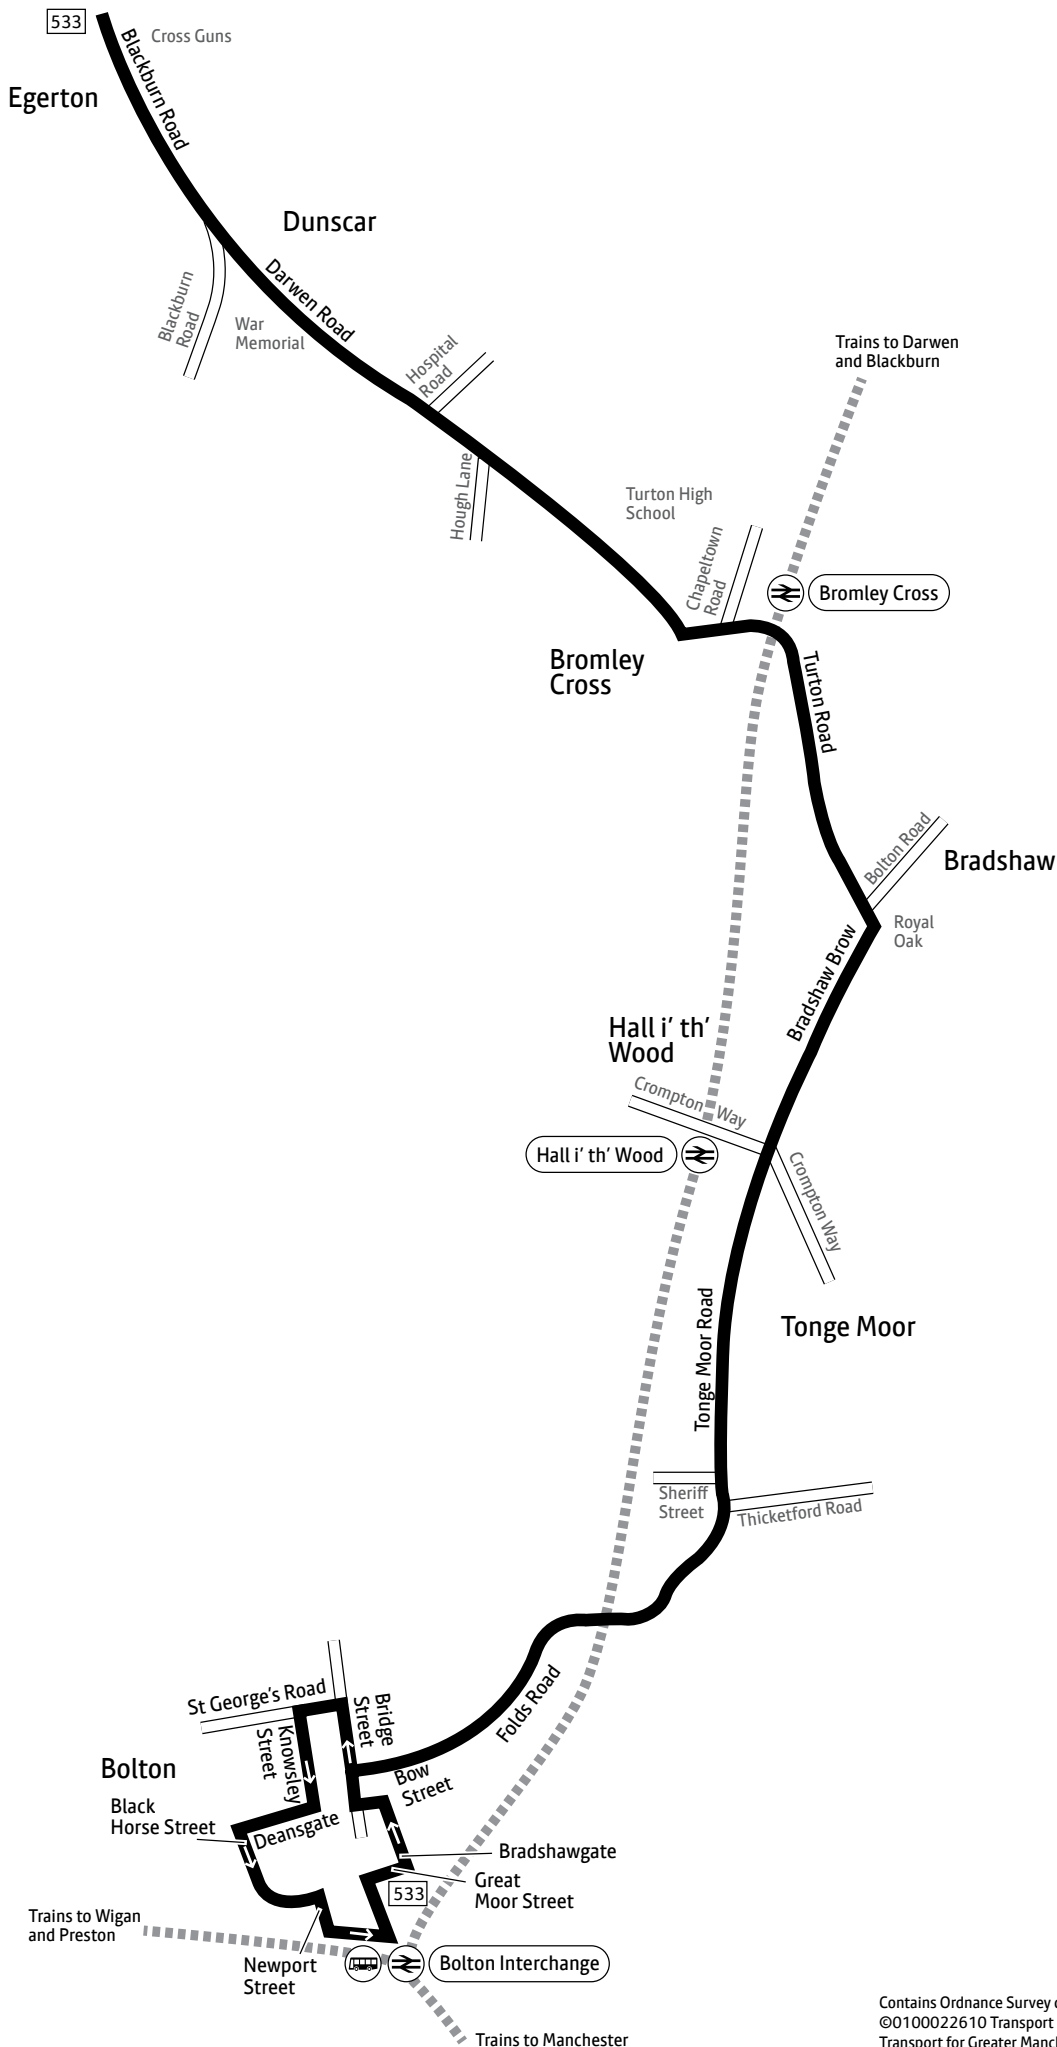 533
Cross Guns
Blackburn Road
Egerton
Dunscar
Darwen Road
Blackburn
Road
War
Memorial
Hospital
Road
Trains to Darwen
and Blackburn
Hough Lane
Turton High
School
Chapeltown
Road
Bromley Cross
Bromley
Cross
Turton Road
Bolton Road
Bradshaw
Royal
Oak
Bradshaw Brow
Hall i’ th’
Wood
Crompton Way
Hall i’ th’ Wood
Crompton Way
Tonge Moor Road
Tonge Moor
Sheriff
Street
Thicketford Road
Folds Road
St George’s Road
Bridge
Street
Knowsley
Street
Bolton
Bow
Street
Black
Horse Street
Deansgate
Bradshawgate
Great
Moor Street
533
Trains to Wigan
and Preston
Newport
Street
Bolton Interchange
Trains to Manchester
Contains Ordnance Survey
©0100022610 Transport
Transport for Greater